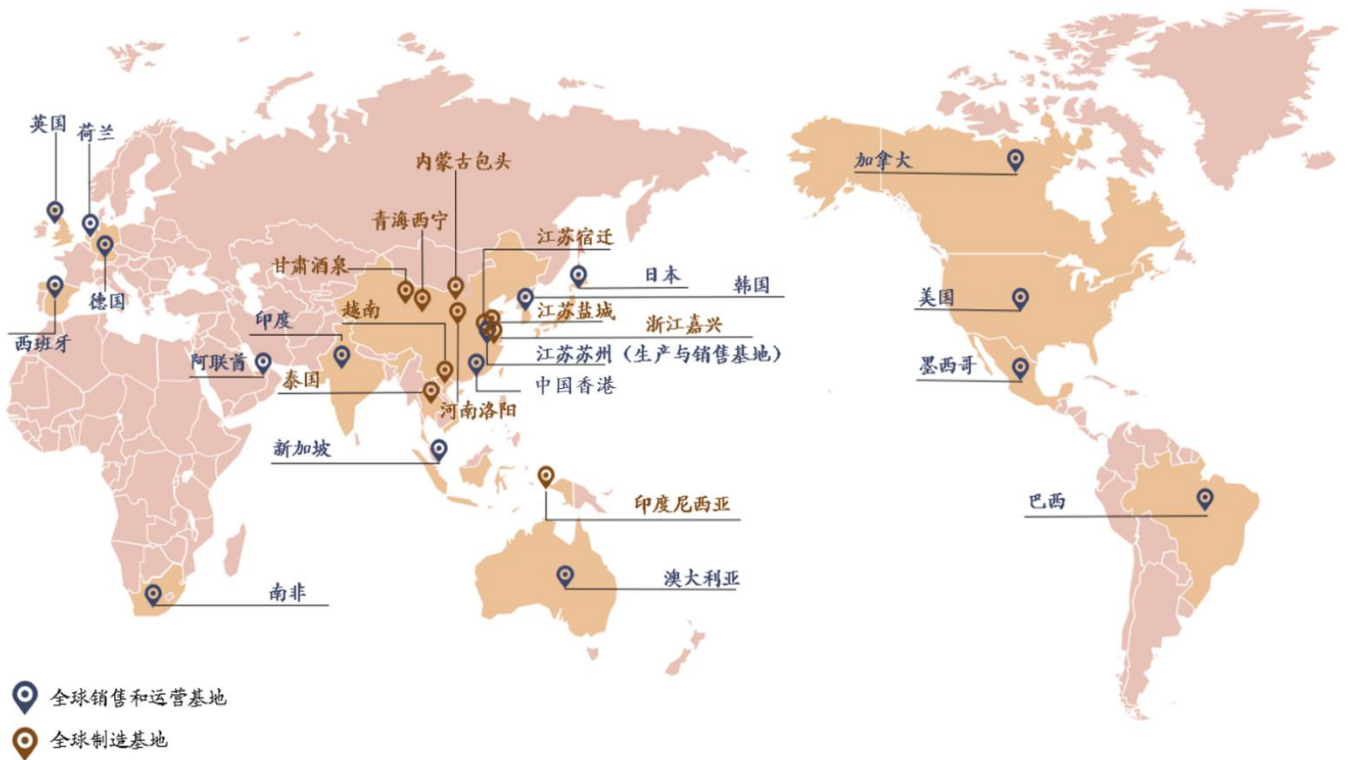 英国
荷兰
内蒙古包头
加拿大
青海西宁
江苏宿迁
甘肃酒泉
日本
韩国
德国
美国
印度
越南
江苏盐城
浙江嘉兴
西班牙
阿联酋
江苏苏州（生产与销售基地）
墨西哥
泰国
中国香港
河南洛阳
新加坡
印度尼西亚
巴西
澳大利亚
南非
全球销售和运营基地
全球制造基地